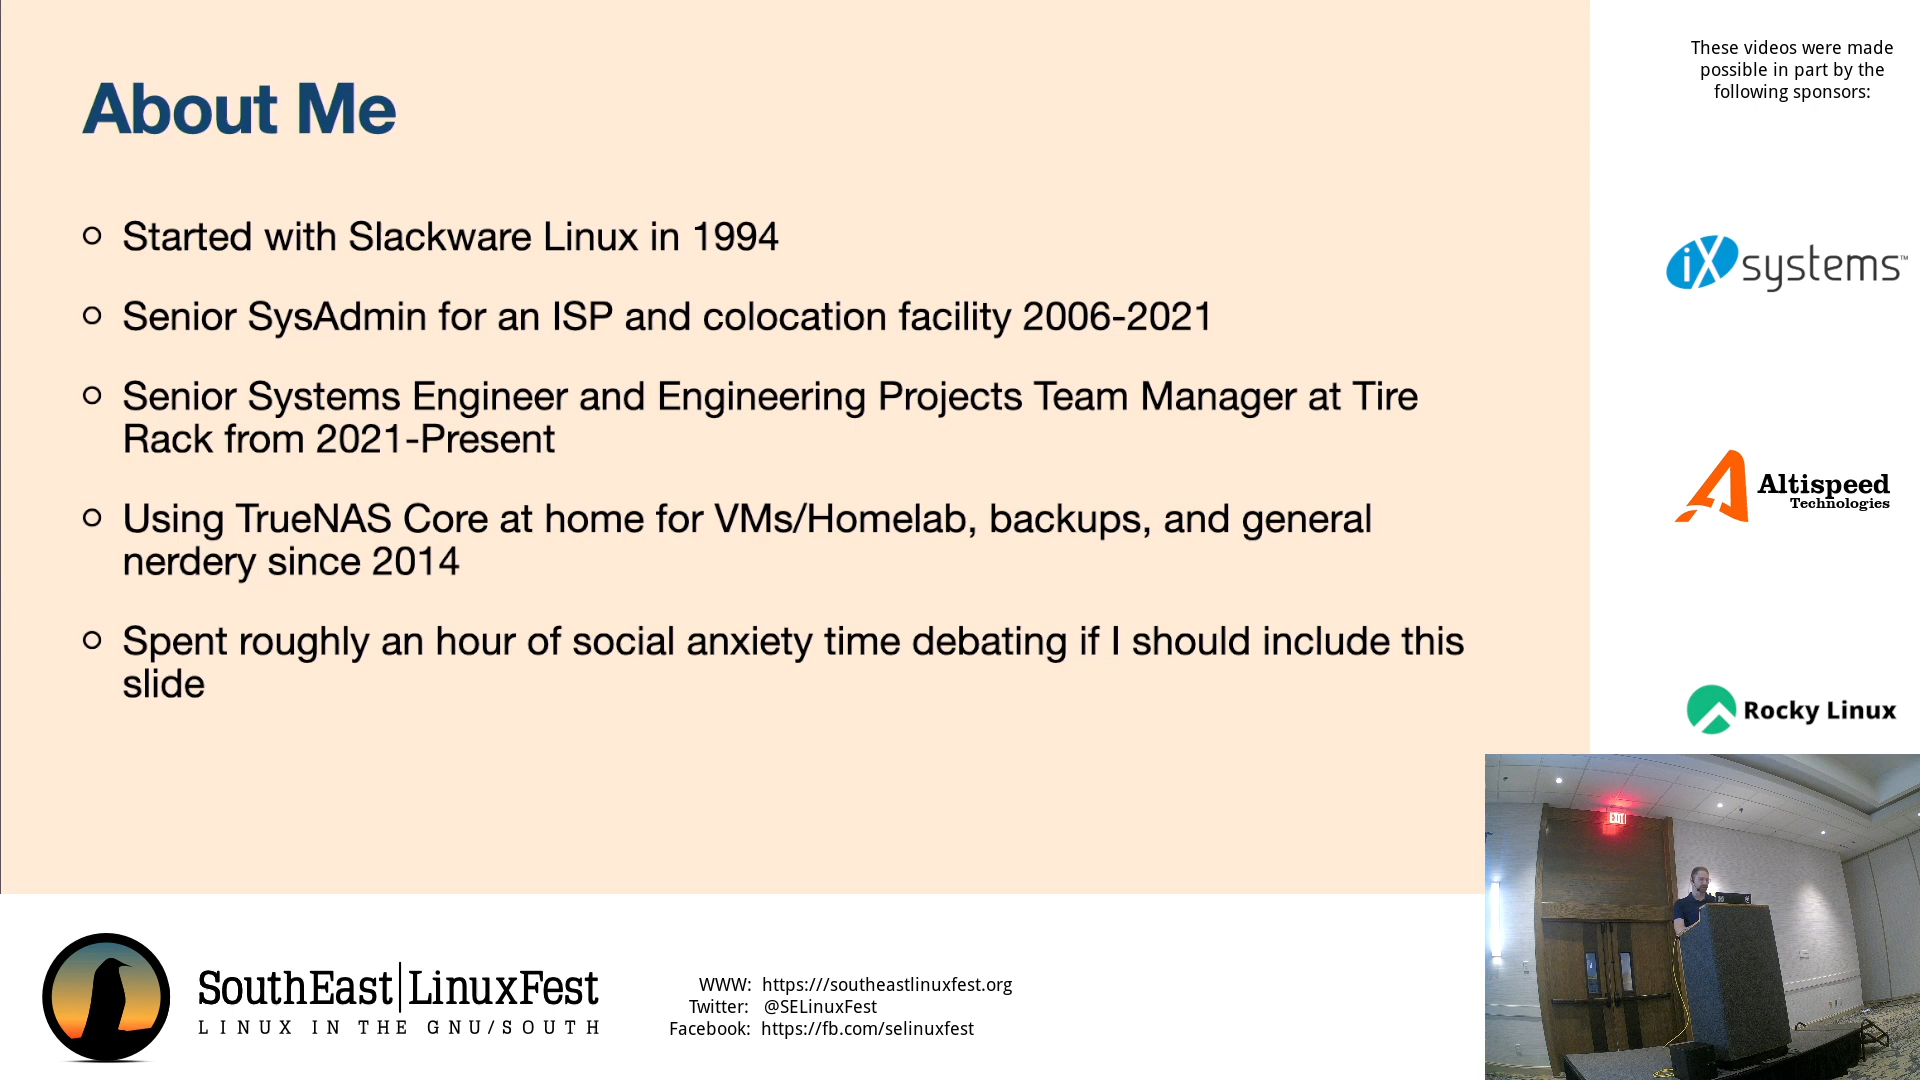 About Me
Started with Slackware Linux in 1994
Senior SysAdmin for an ISP and colocation facility 2006-2021
Senior Systems Engineer and Engineering Projects Team Manager at Tire
Rack from 2021-Present
Using TrueNAS Core at home for VMs/Homelab, backups, and general
nerdery since 2014
Spent roughly an hour of social anxiety time debating if I should include this
slide
These videos were made
possible in part by the
following sponsors:
iXsystems™
Altispeed
Technologies
Rocky Linux
EXIT
SouthEast|LinuxFest
LINUX IN THE GNU/SOUTH
WWW: https:///southeastlinuxfest.org
Twitter: @SELinuxFest
Facebook: https://fb.com/selinuxfest